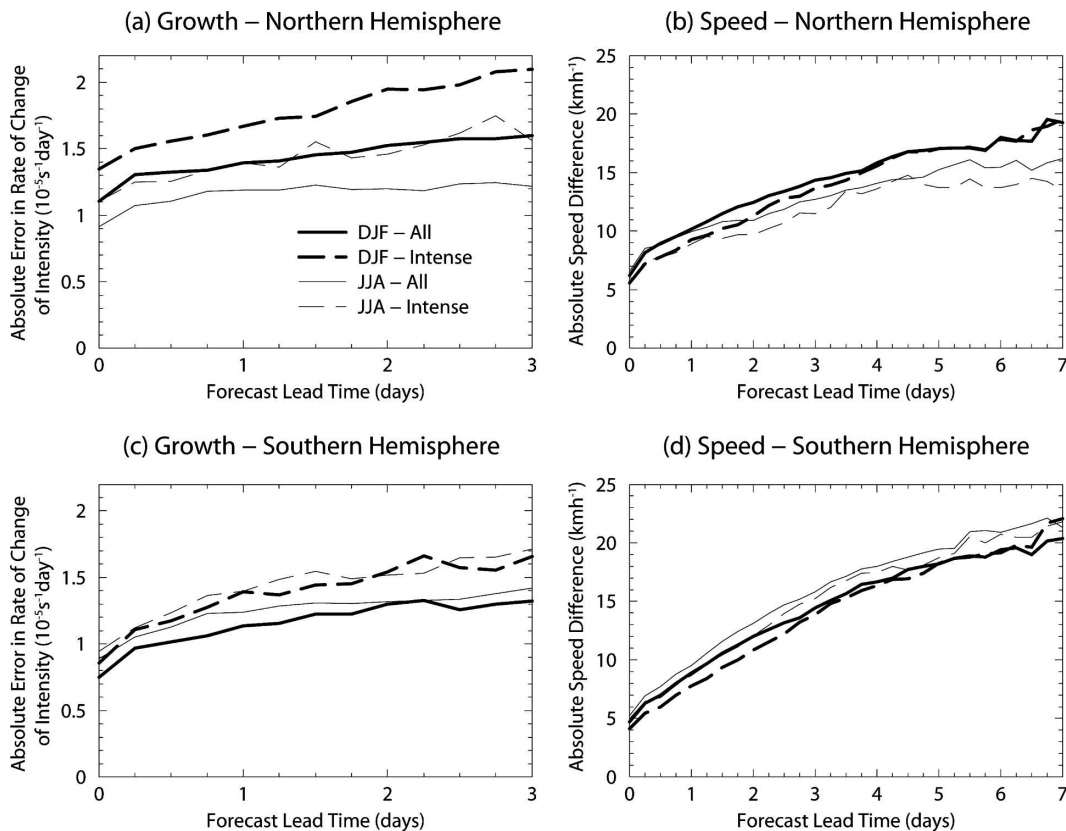 (a) Growth – Northern Hemisphere
Absolute Error in Rate of Change
of Intensity (10⁻⁵s⁻¹day⁻¹)
2
1.5
1
0.5
0
DJF – All
DJF – Intense
JJA – All
JJA – Intense
0 1 2 3
Forecast Lead Time (days)
(b) Speed – Northern Hemisphere
Absolute Speed Difference (kmh⁻¹)
25
20
15
10
5
0
0 1 2 3 4 5 6 7
Forecast Lead Time (days)
(c) Growth – Southern Hemisphere
Absolute Error in Rate of Change
of Intensity (10⁻⁵s⁻¹day⁻¹)
2
1.5
1
0.5
0
0 1 2 3
Forecast Lead Time (days)
(d) Speed – Southern Hemisphere
Absolute Speed Difference (kmh⁻¹)
25
20
15
10
5
0
0 1 2 3 4 5 6 7
Forecast Lead Time (days)